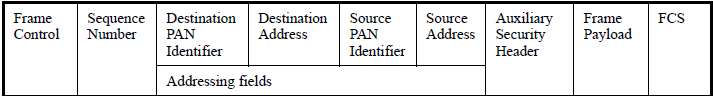 Frame Control
Sequence Number
Destination PAN Identifier
Destination Address
Source PAN Identifier
Source Address
Auxiliary Security Header
Frame Payload
FCS
Addressing fields